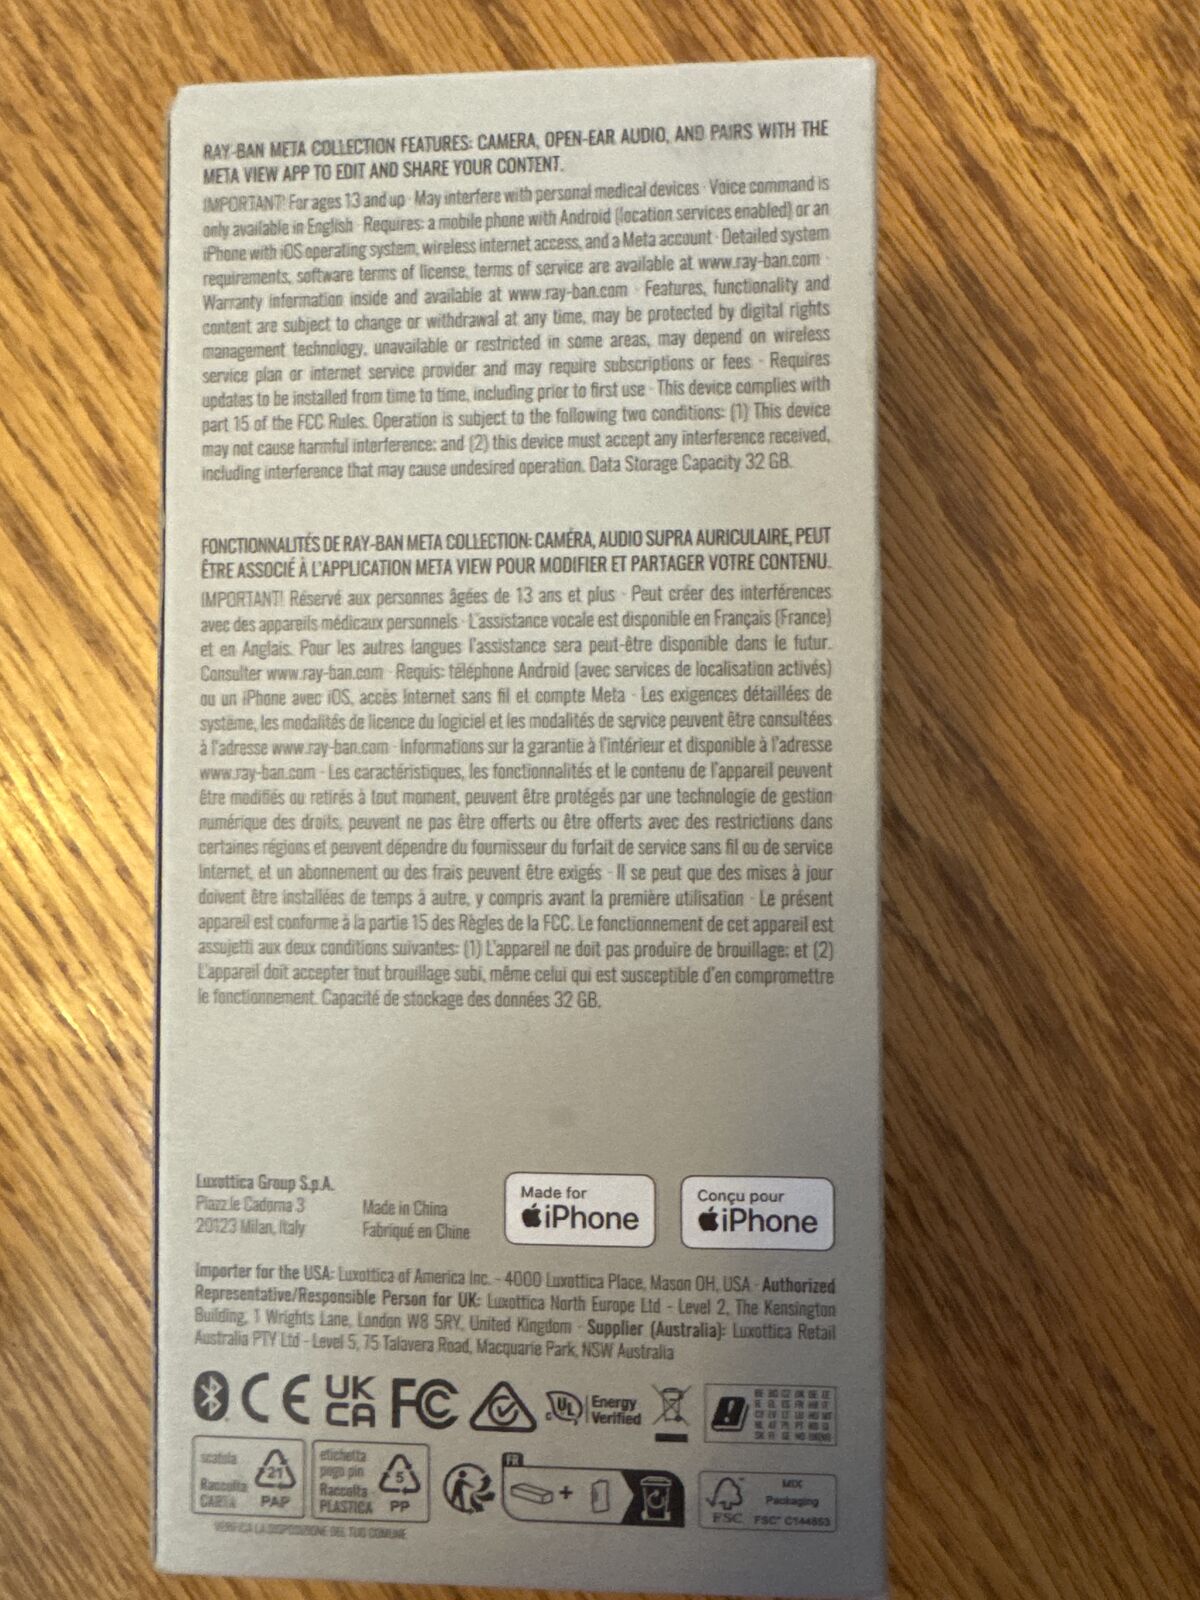 RAY-BAN META COLLECTION FEATURES: CAMERA, OPEN-EAR AUDIO, AND PAIRS WITH THE
META VIEW APP TO EDIT AND SHARE YOUR CONTENT.
IMPORTANT! For ages 13 and up · May interfere with personal medical devices · Voice command is
only available in English · Requires: a mobile phone with Android (location services enabled) or an
iPhone with iOS operating system, wireless internet access, and a Meta account · Detailed system
requirements, software terms of license, terms of service are available at www.ray-ban.com ·
Warranty information inside and available at www.ray-ban.com · Features, functionality and
content are subject to change or withdrawal at any time, may be protected by digital rights
management technology, unavailable or restricted in some areas, may depend on wireless
service plan or internet service provider and may require subscriptions or fees · Requires
updates to be installed from time to time, including prior to first use · This device complies with
part 15 of the FCC Rules. Operation is subject to the following two conditions: (1) This device
may not cause harmful interference; and (2) this device must accept any interference received,
including interference that may cause undesired operation. Data Storage Capacity 32 GB.
FONCTIONNALITÉS DE RAY-BAN META COLLECTION: CAMÉRA, AUDIO SUPRA AURICULAIRE, PEUT
ÊTRE ASSOCIÉ À L'APPLICATION META VIEW POUR MODIFIER ET PARTAGER VOTRE CONTENU.
IMPORTANT! Réservé aux personnes âgées de 13 ans et plus · Peut créer des interférences
avec des appareils médicaux personnels · L'assistance vocale est disponible en Français (France)
et en Anglais. Pour les autres langues l'assistance sera peut-être disponible dans le futur.
Consulter www.ray-ban.com · Requis: téléphone Android (avec services de localisation activés)
ou un iPhone avec iOS, accès Internet sans fil et compte Meta · Les exigences détaillées de
système, les modalités de licence du logiciel et les modalités de service peuvent être consultées
à l'adresse www.ray-ban.com · Informations sur la garantie à l'intérieur et disponible à l'adresse
www.ray-ban.com · Les caractéristiques, les fonctionnalités et le contenu de l'appareil peuvent
être modifiés ou retirés à tout moment, peuvent être protégés par une technologie de gestion
numérique des droits, peuvent ne pas être offerts ou être offerts avec des restrictions dans
certaines régions et peuvent dépendre du fournisseur du forfait de service sans fil ou de service
Internet, et un abonnement ou des frais peuvent être exigés · Il se peut que des mises à jour
doivent être installées de temps à autre, y compris avant la première utilisation · Le présent
appareil est conforme à la partie 15 des Règles de la FCC. Le fonctionnement de cet appareil est
assujetti aux deux conditions suivantes: (1) L'appareil ne doit pas produire de brouillage; et (2)
L'appareil doit accepter tout brouillage subi, même celui qui est susceptible d'en compromettre
le fonctionnement. Capacité de stockage des données 32 GB.
Luxottica Group S.p.A.
Piazzle Cadorna 3
20123 Milan, Italy
Made in China
Fabriqué en Chine
Made for
iPhone
Conçu pour
iPhone
Importer for the USA: Luxottica of America Inc. - 4000 Luxottica Place, Mason OH, USA · Authorized
Representative/Responsible Person for UK: Luxottica North Europe Ltd - Level 2, The Kensington
Building, 1 Wrights Lane, London W8 5RY, United Kingdom · Supplier (Australia): Luxottica Retail
Australia PTY Ltd - Level 5, 75 Talavera Road, Macquarie Park, NSW Australia
CE
UK
CA
FC
c UL
Energy
Verified
scatola
Raccolta
CARTA
21
PAP
etichetta
pogo pin
Raccolta
PLASTICA
5
PP
VERIFICA LA DISPOSIZIONE DEL TUO COMUNE
FR
+
FSC
MIX
Packaging
FSC® C144853